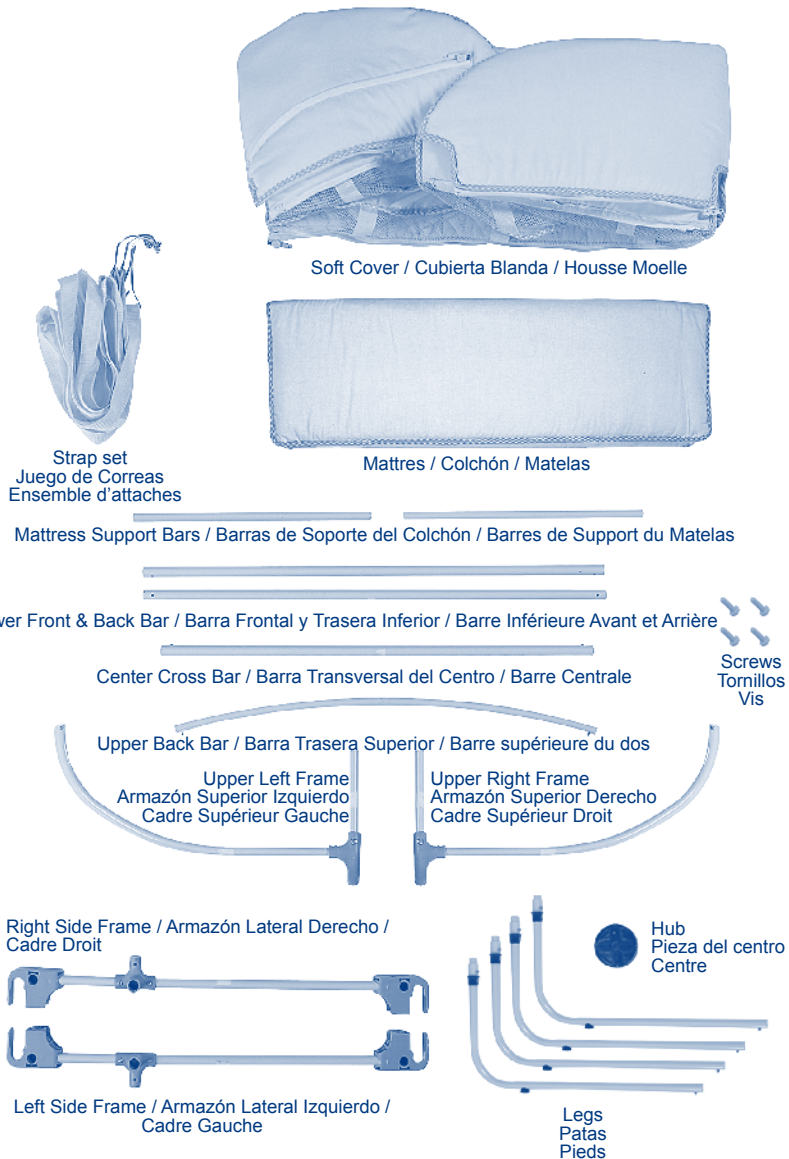 Soft Cover / Cubierta Blanda / Housse Moelle
Strap set
Juego de Correas
Ensemble d'attaches
Mattres / Colchón / Matelas
Mattress Support Bars / Barras de Soporte del Colchón / Barres de Support du Matelas
Front & Back Bar / Barra Frontal y Trasera Inferior / Barre Inférieure Avant et Arrière
Screws
Tornillos
Vis
Center Cross Bar / Barra Transversal del Centro / Barre Centrale
Upper Back Bar / Barra Trasera Superior / Barre supérieure du dos
Upper Left Frame
Armazón Superior Izquierdo
Cadre Supérieur Gauche
Upper Right Frame
Armazón Superior Derecho
Cadre Supérieur Droit
Right Side Frame / Armazón Lateral Derecho /
Cadre Droit
Hub
Pieza del centro
Centre
Left Side Frame / Armazón Lateral Izquierdo /
Cadre Gauche
Legs
Patas
Pieds